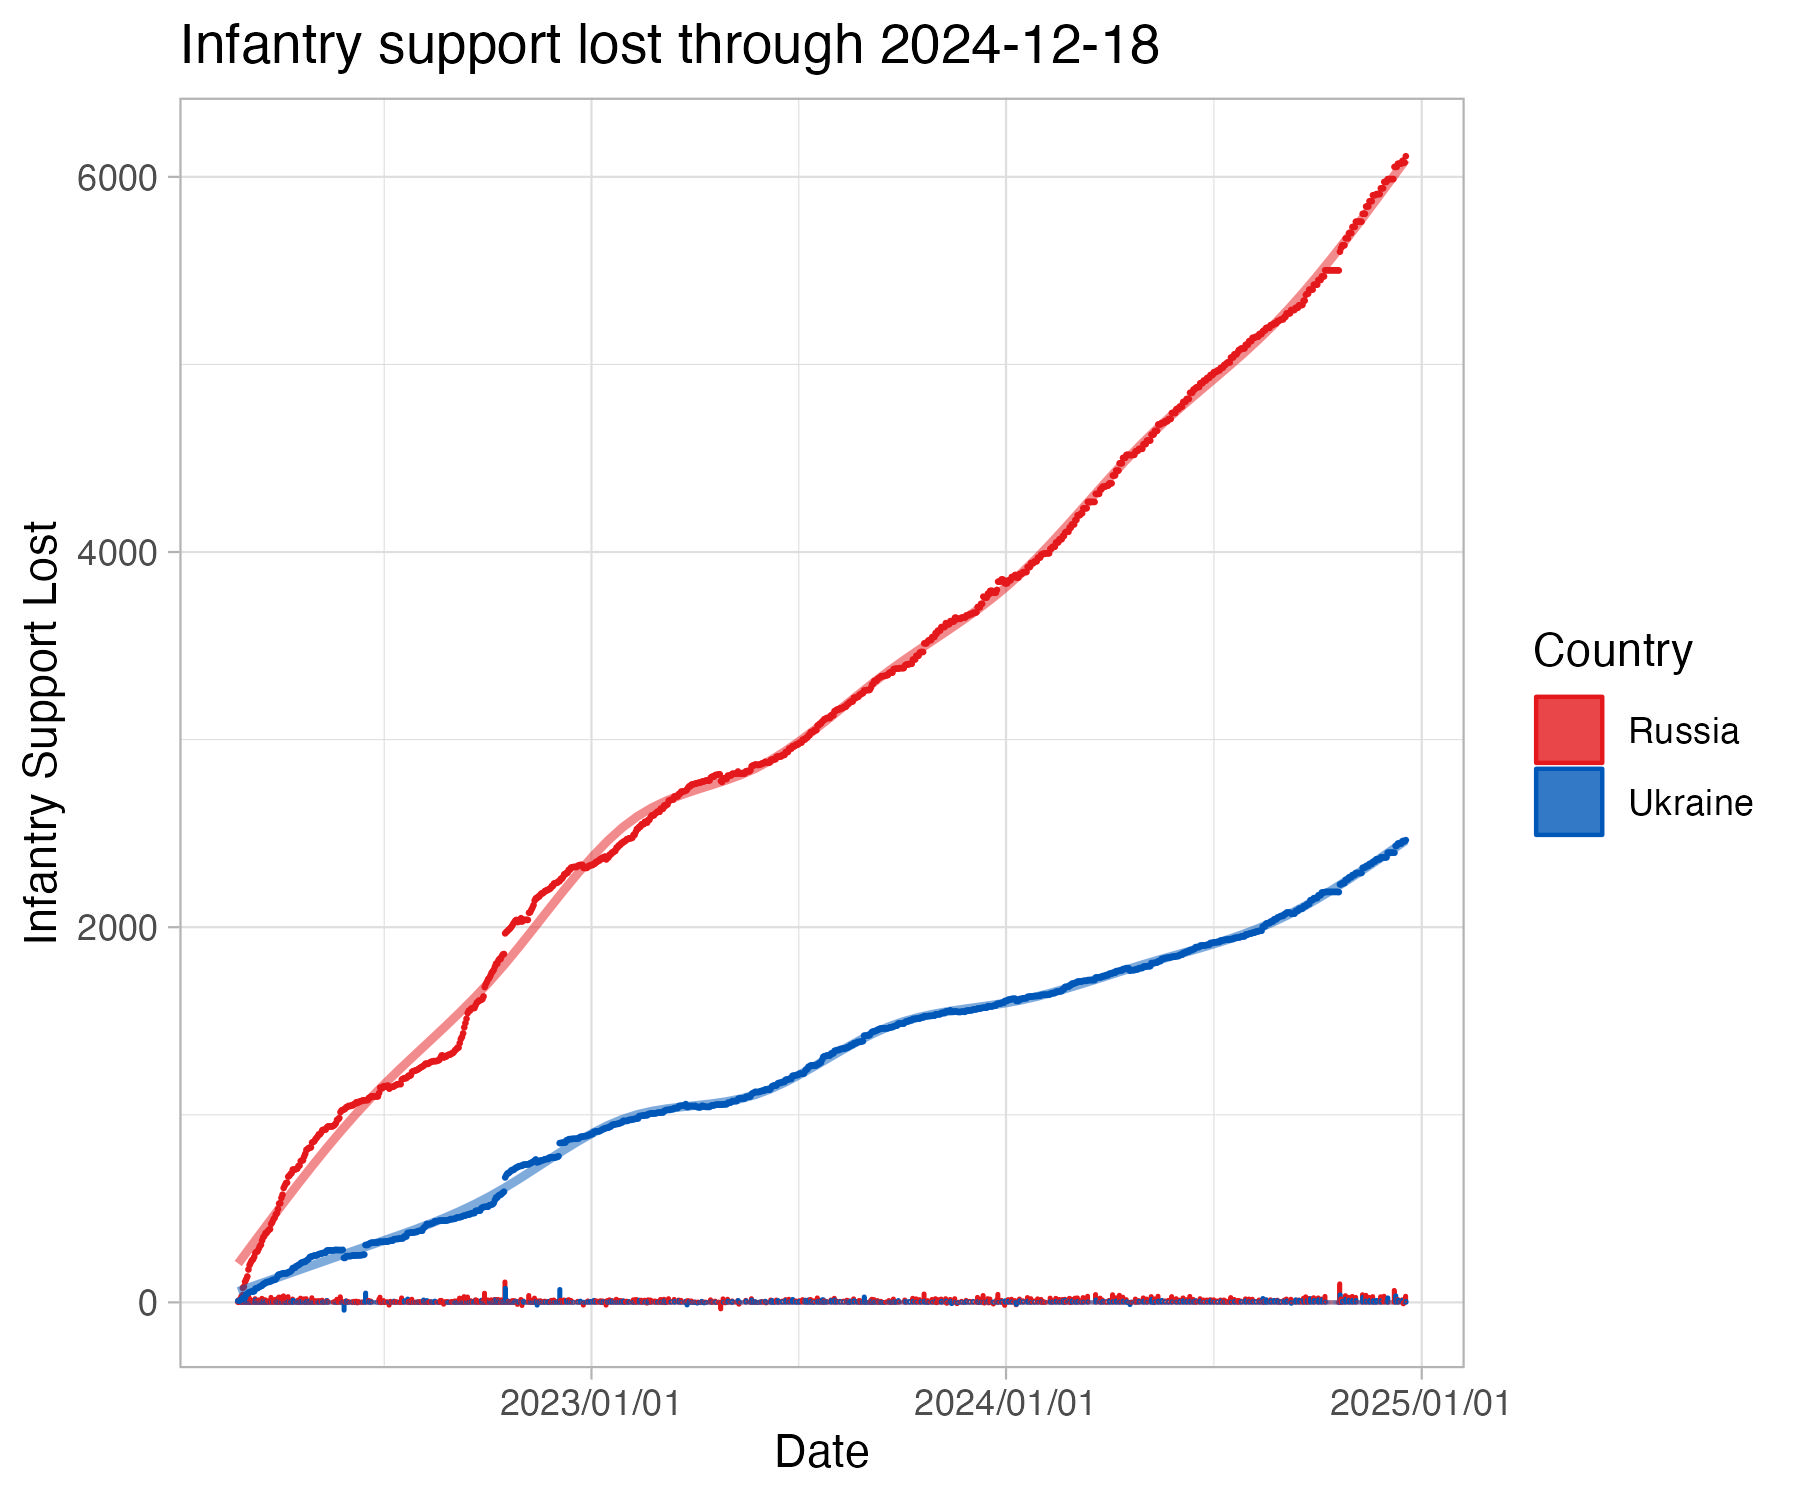 Infantry support lost through 2024-12-18
Infantry Support Lost
6000
4000
2000
0
2023/01/01
2024/01/01
2025/01/01
Date
Country
Russia
Ukraine